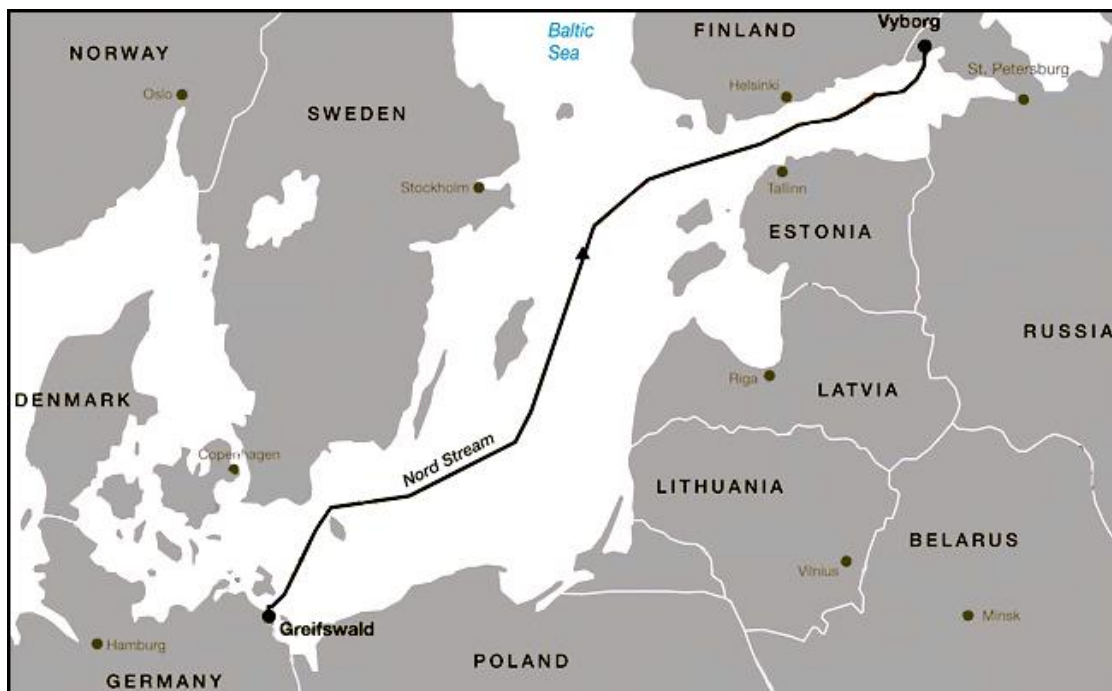 Baltic
Sea
Vyborg
FINLAND
NORWAY
St. Petersburg
Helsinki
Oslo
SWEDEN
Stockholm
Tallinn
ESTONIA
RUSSIA
Riga
LATVIA
DENMARK
Copenhagen
Nord Stream
LITHUANIA
BELARUS
Vilnius
Minsk
Greifswald
Hamburg
POLAND
GERMANY